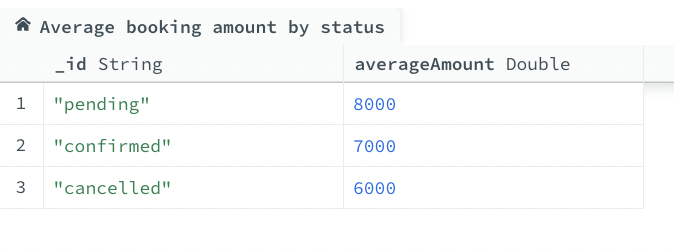 Average booking amount by status
_id String averageAmount Double
1 "pending" 8000
2 "confirmed" 7000
3 "cancelled" 6000